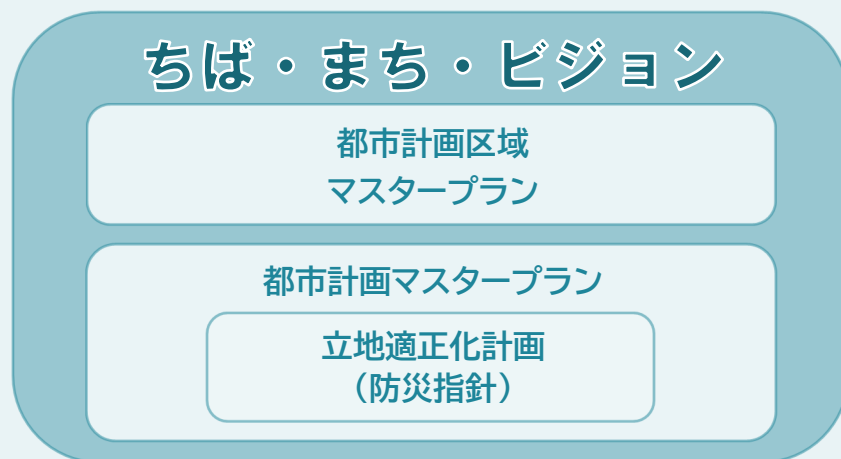 ちば・まち・ビジョン
都市計画区域
マスタープラン
都市計画マスタープラン
立地適正化計画
（防災指針）